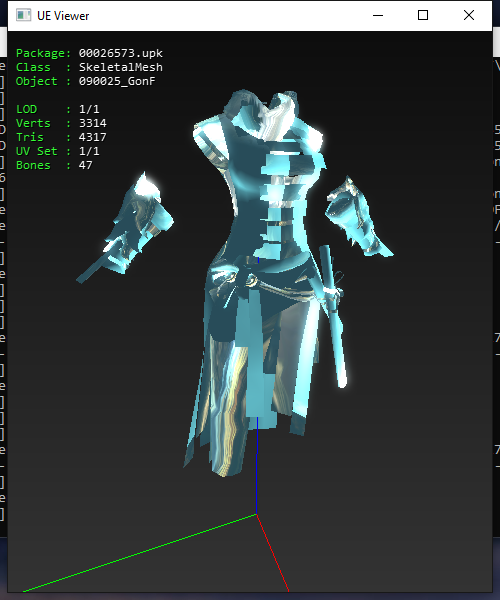 UE Viewer
Package: 00026573.upk
Class  : SkeletalMesh
Object : 090025_GonF
LOD    : 1/1
Verts  : 3314
Tris   : 4317
UV Set : 1/1
Bones  : 47